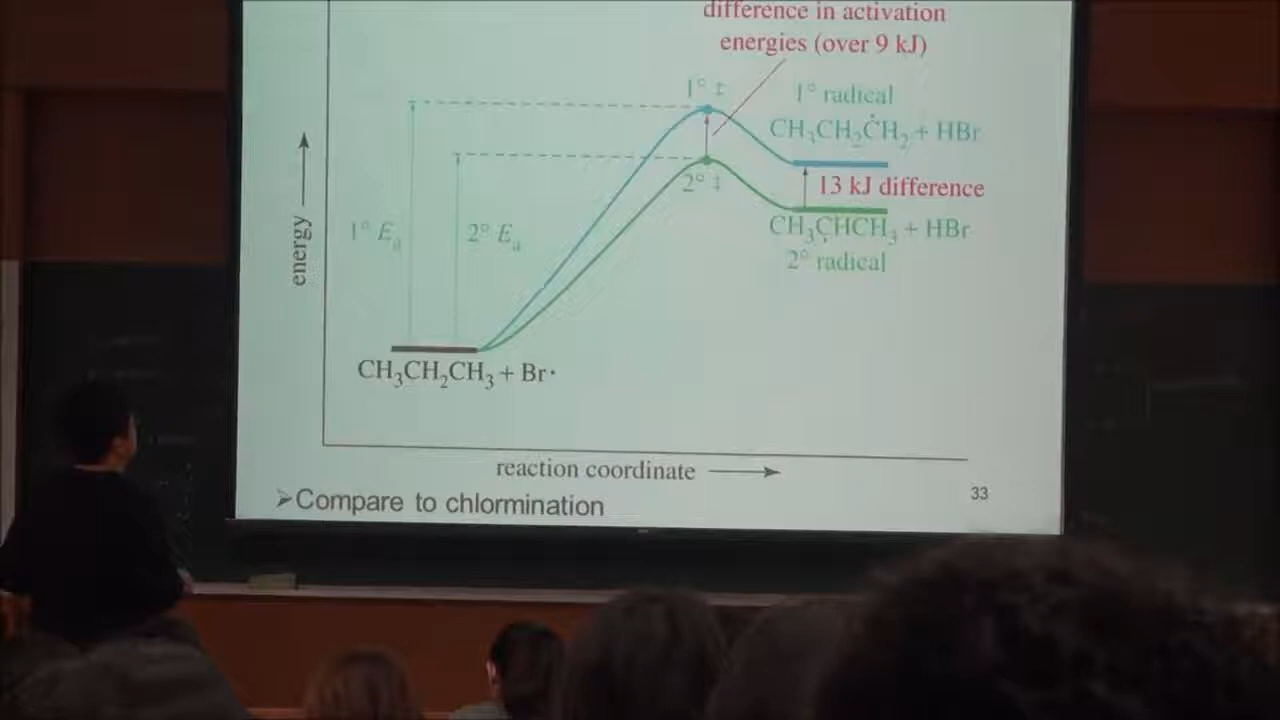 difference in activation
energies (over 9 kJ)
1° ‡
1° radical
CH₃CH₂ĊH₂ + HBr
2° ‡
13 kJ difference
CH₃ĊHCH₃ + HBr
2° radical
1° Eₐ
2° Eₐ
energy
CH₃CH₂CH₃ + Br·
reaction coordinate
33
➢Compare to chlormination